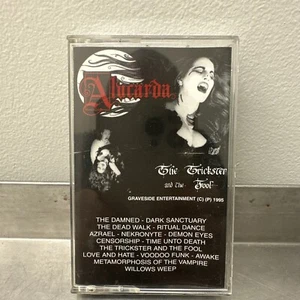 Alucarda
The Trickster
and the Fool
GRAVESIDE ENTERTAINMENT (C) (P) 1995
THE DAMNED - DARK SANCTUARY
THE DEAD WALK - RITUAL DANCE
AZRAEL - NEKRONYTE - DEMON EYES
CENSORSHIP - TIME UNTO DEATH
THE TRICKSTER AND THE FOOL
LOVE AND HATE - VOODOO FUNK - AWAKE
METAMORPHOSIS OF THE VAMPIRE
WILLOWS WEEP